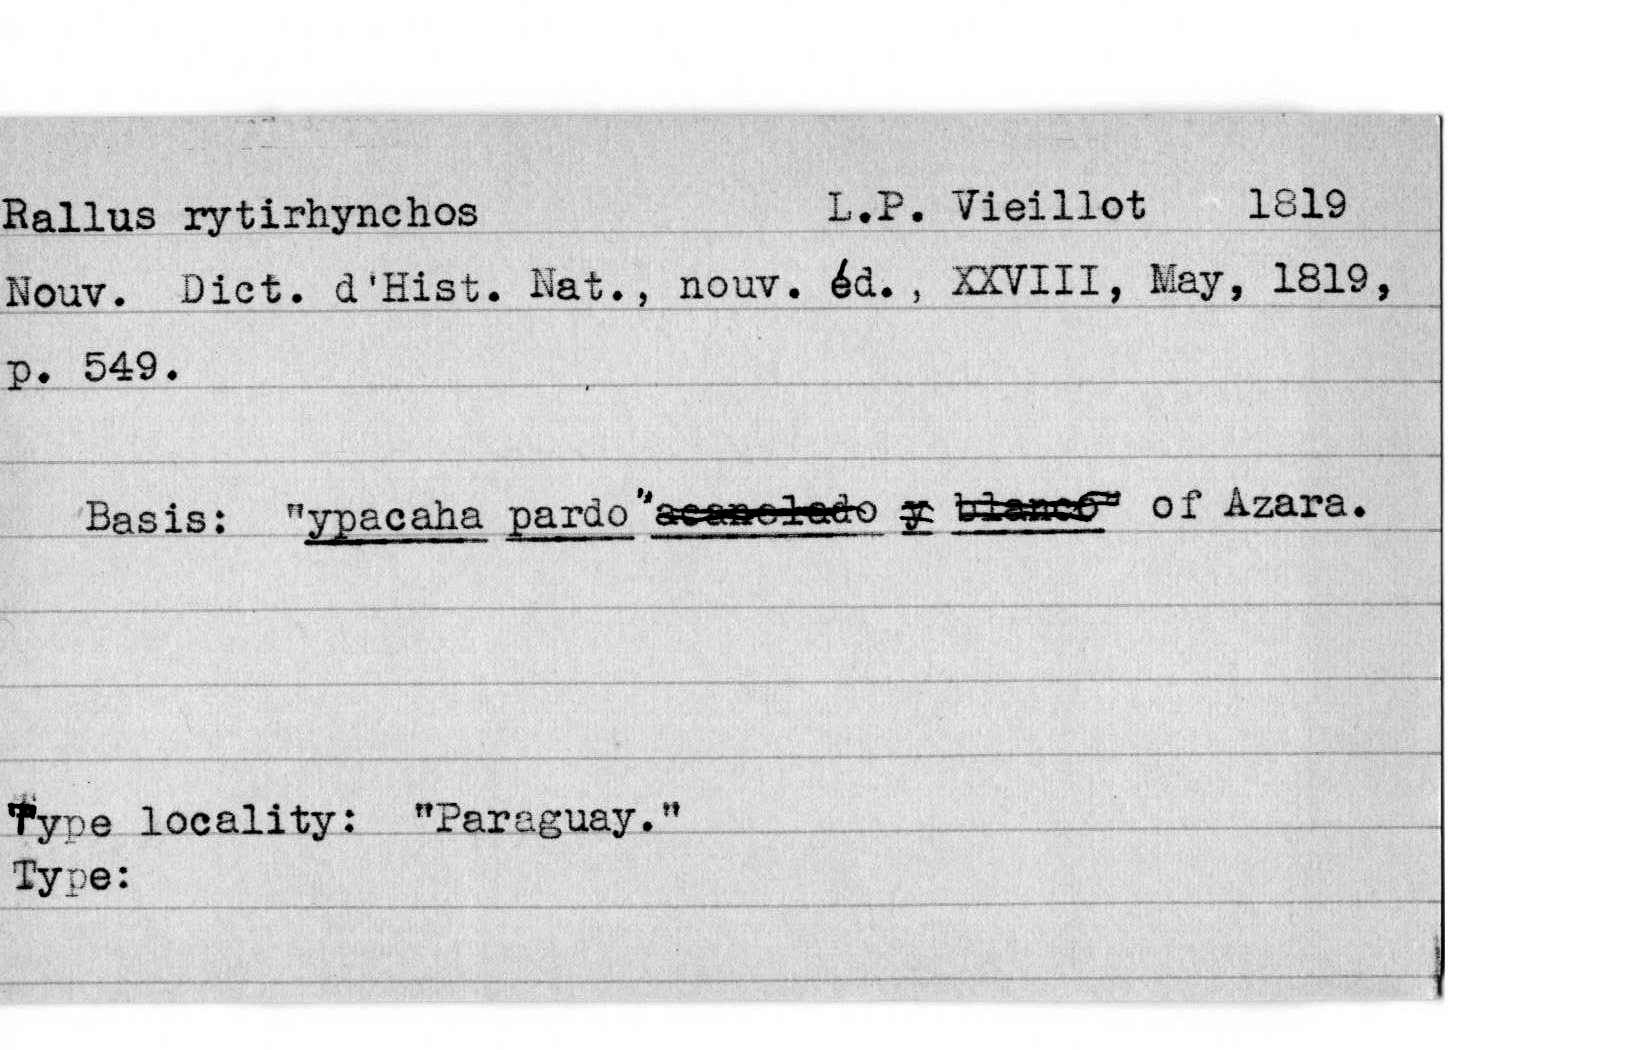 Rallus rytirhynchos L.P. Vieillot 1819
Nouv. Dict. d'Hist. Nat., nouv. éd., XXVIII, May, 1819,
p. 549.
Basis: "ypacaha pardo" acanelado y blanco" of Azara.
Type locality: "Paraguay."
Type: